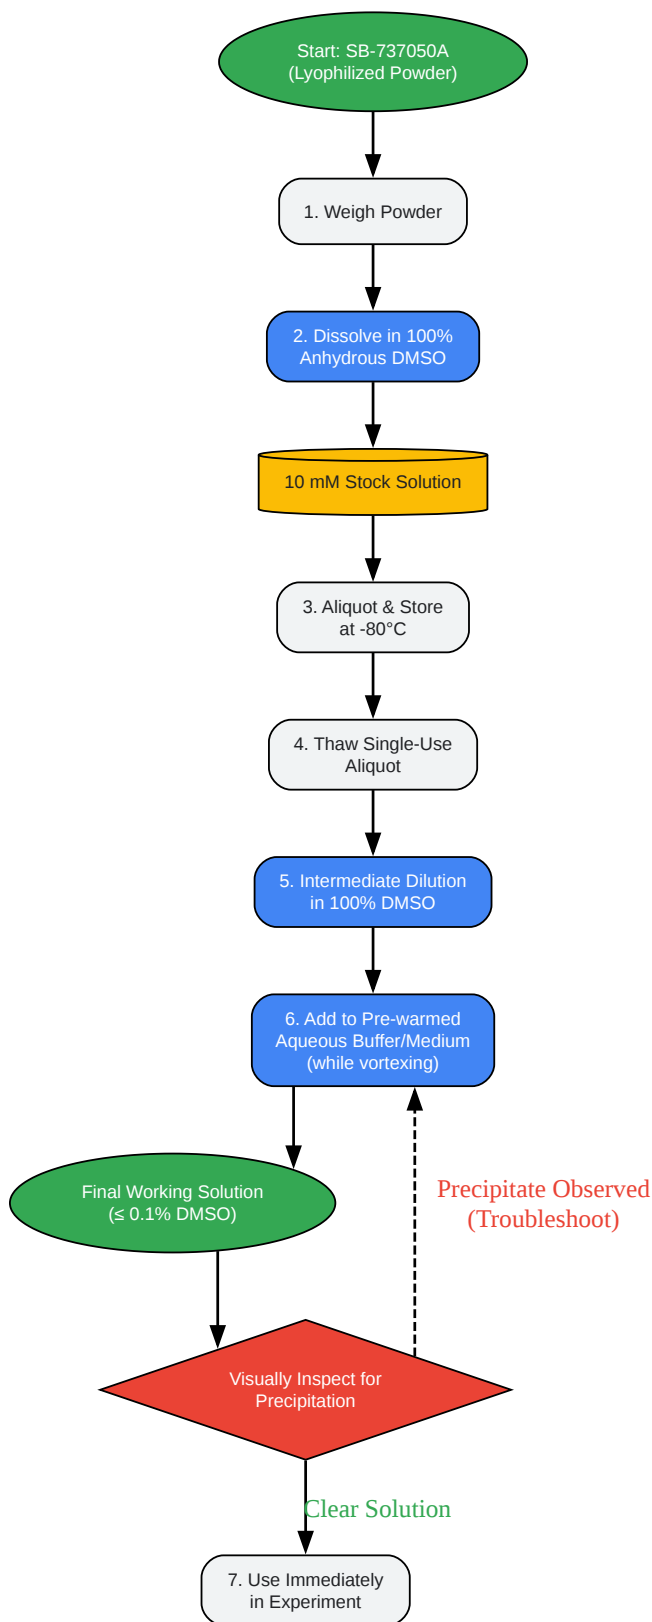 Start: SB-737050A
(Lyophilized Powder)
1. Weigh Powder
2. Dissolve in 100%
Anhydrous DMSO
10 mM Stock Solution
3. Aliquot & Store
at -80°C
4. Thaw Single-Use
Aliquot
5. Intermediate Dilution
in 100% DMSO
6. Add to Pre-warmed
Aqueous Buffer/Medium
(while vortexing)
Final Working Solution
(≤ 0.1% DMSO)
Precipitate Observed
(Troubleshoot)
Visually Inspect for
Precipitation
Clear Solution
7. Use Immediately
in Experiment